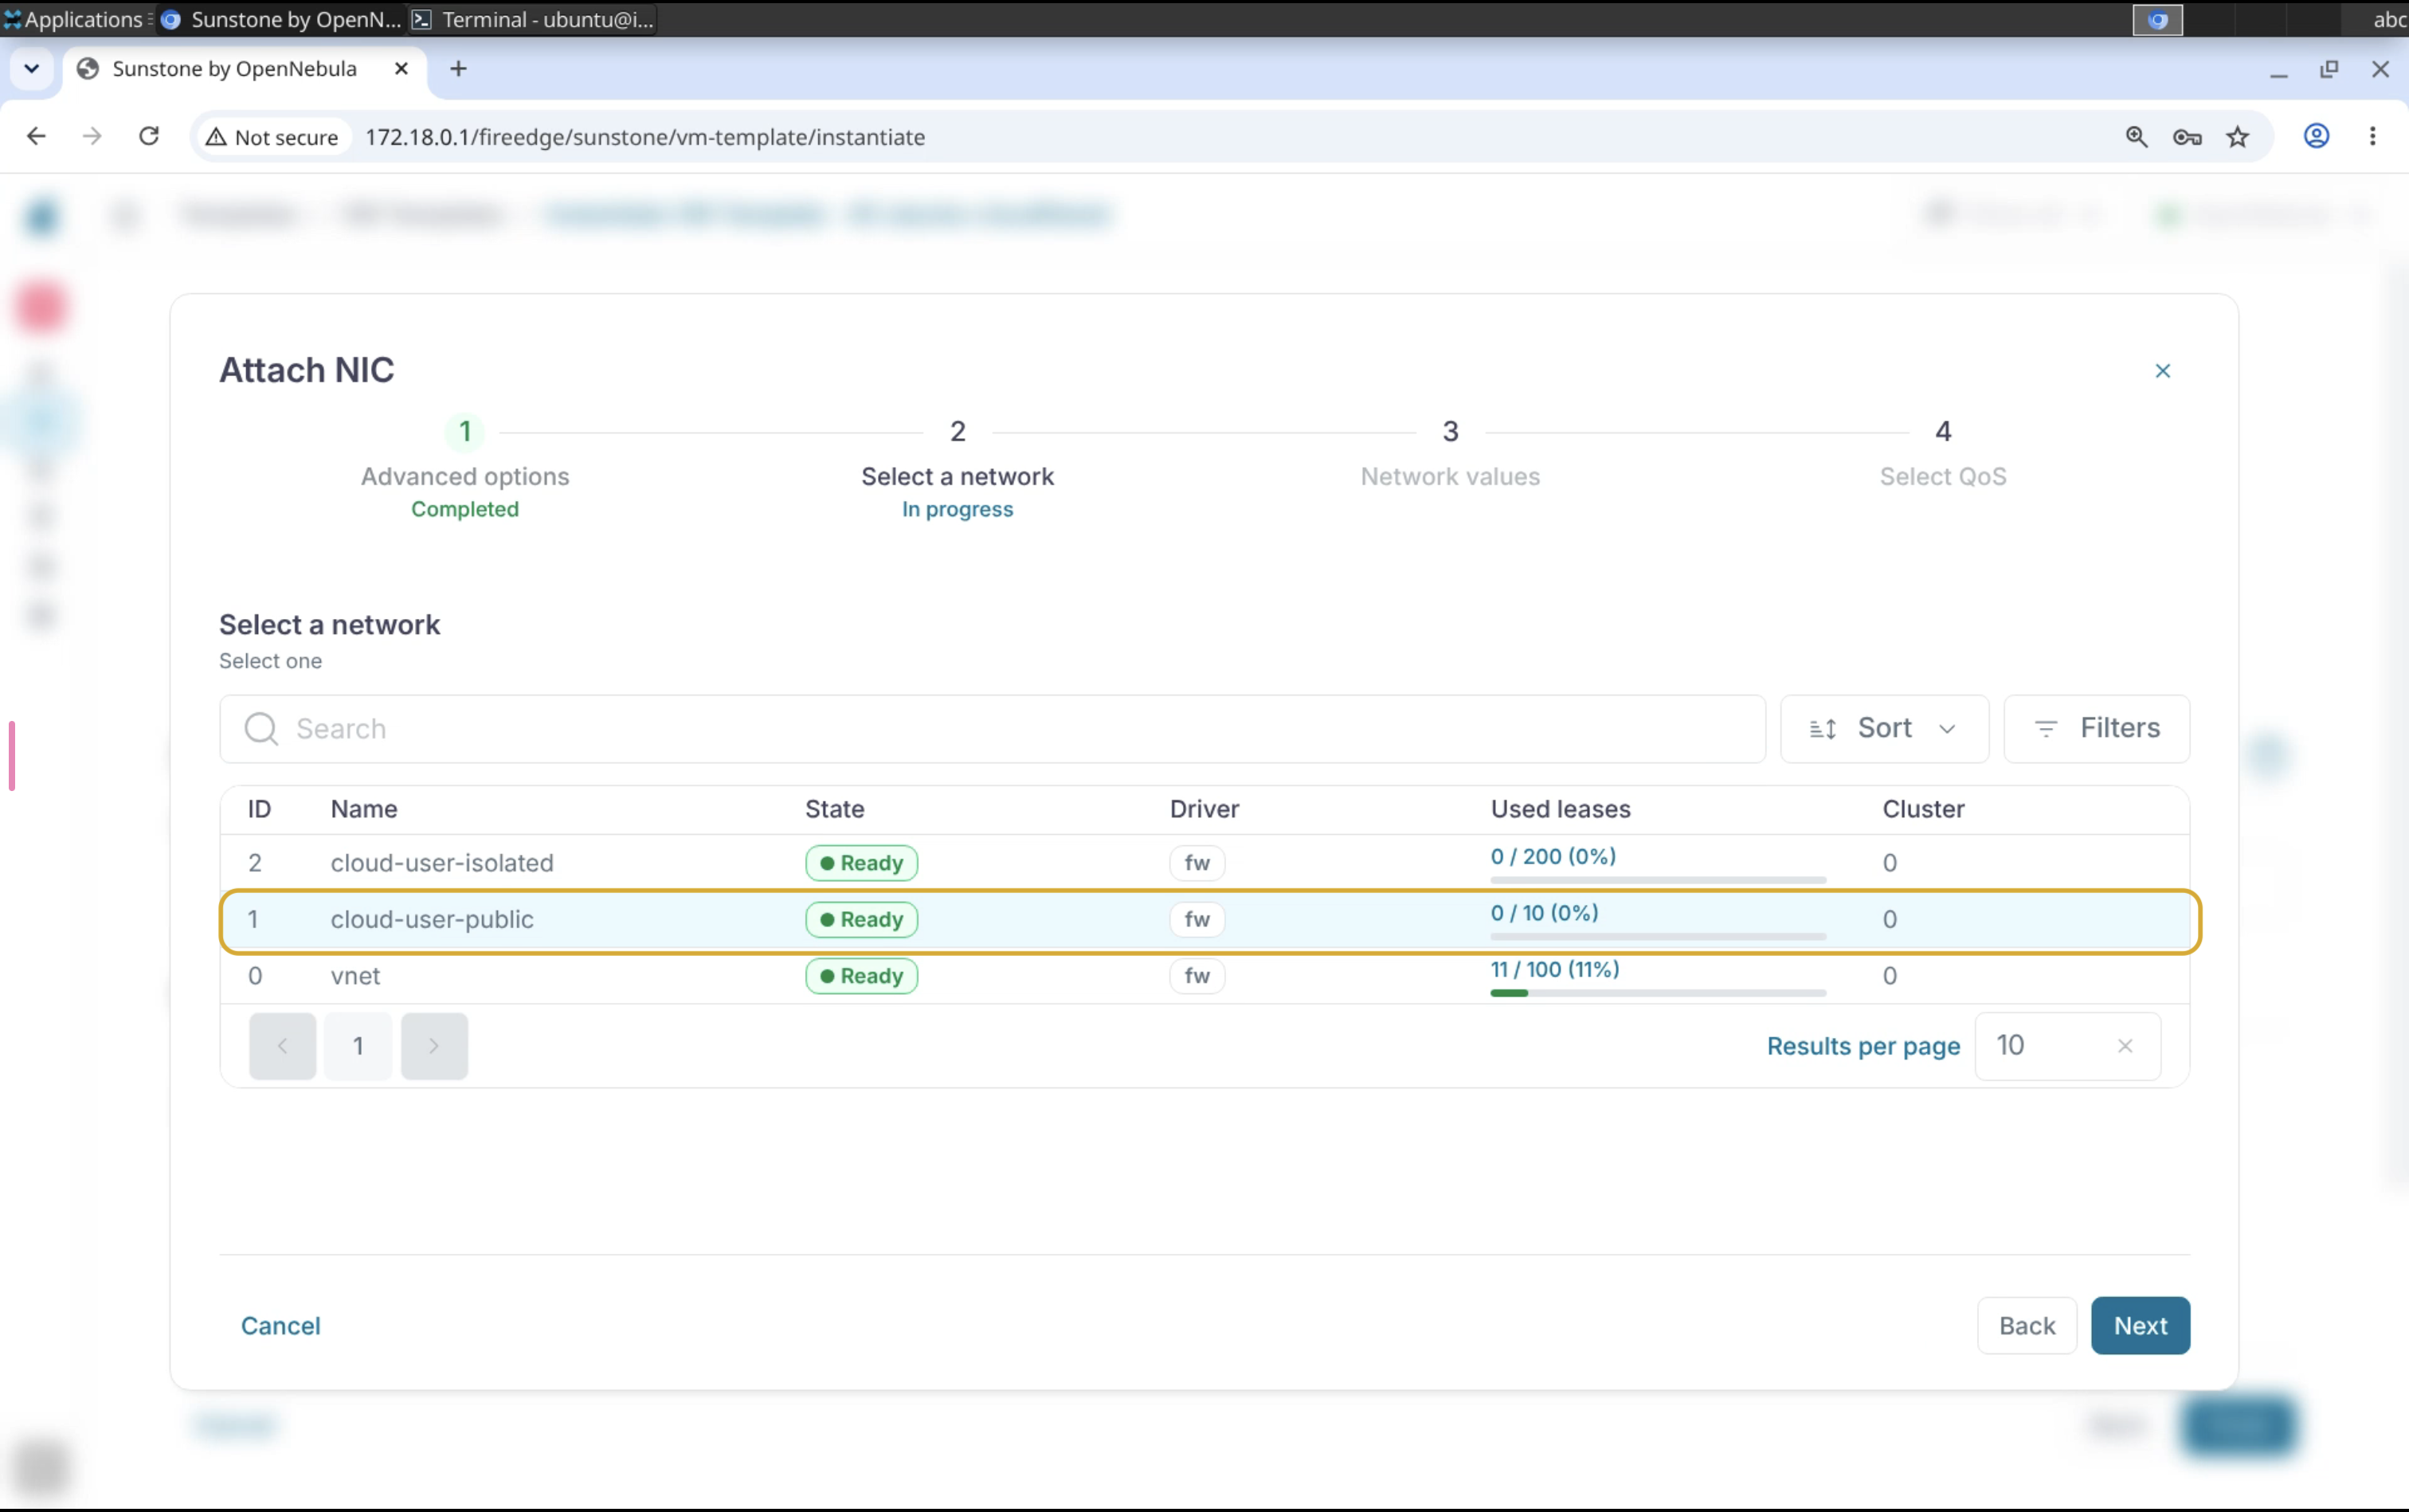 Applications
Sunstone by OpenN...
Terminal - ubuntu@i...
abc
Sunstone by OpenNebula
Not secure
172.18.0.1/fireedge/sunstone/vm-template/instantiate
Attach NIC
1
2
3
4
Advanced options
Select a network
Network values
Select QoS
Completed
In progress
Select a network
Select one
Search
Sort
Filters
ID Name State Driver Used leases Cluster
2 cloud-user-isolated Ready fw 0 / 200 (0%) 0
1 cloud-user-public Ready fw 0 / 10 (0%) 0
0 vnet Ready fw 11 / 100 (11%) 0
1
Results per page 10
Cancel
Back
Next